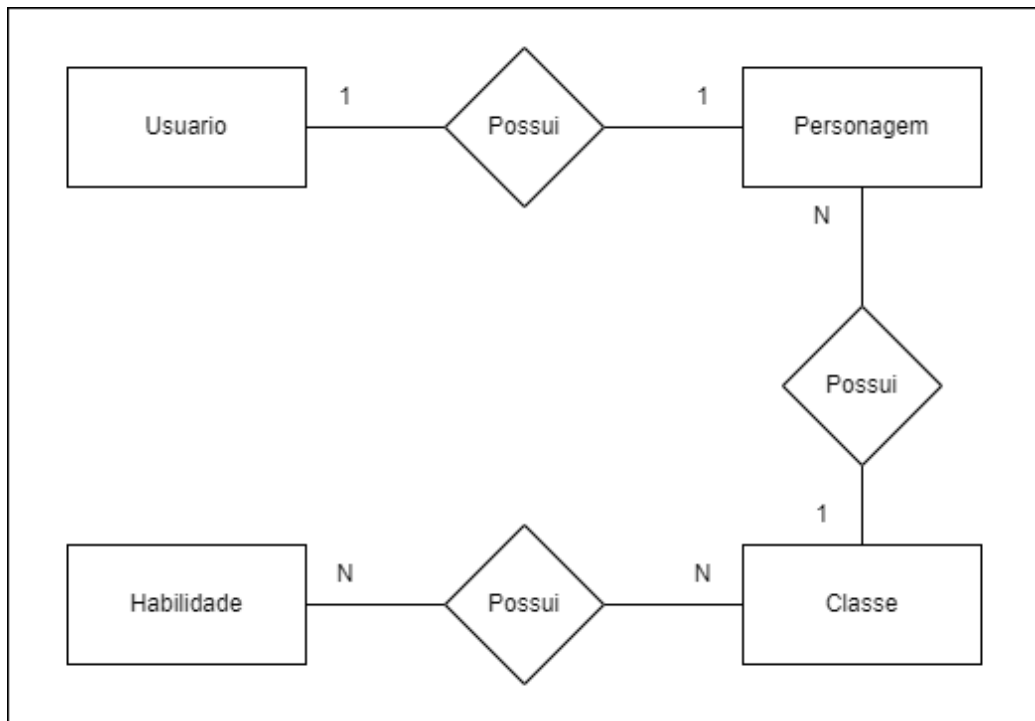 Usuario
1
Possui
1
Personagem
N
Possui
1
Habilidade
N
Possui
N
Classe